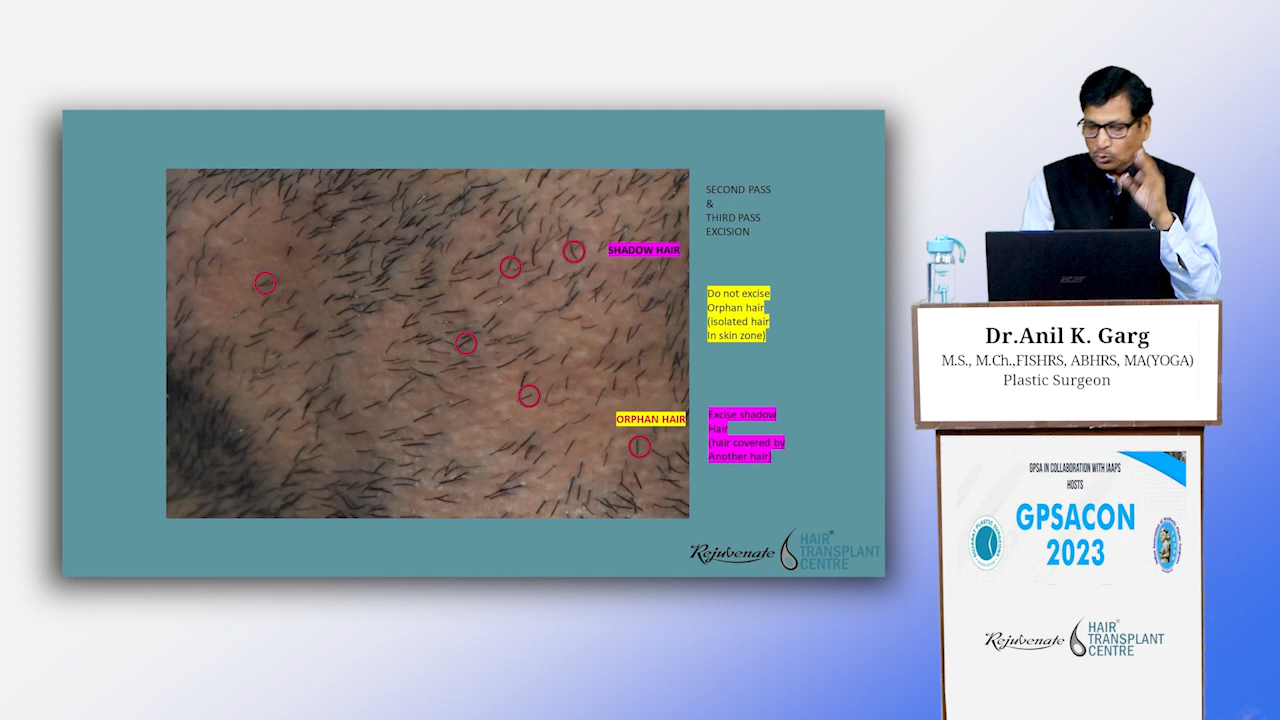 SECOND PASS
&
THIRD PASS
EXCISION
SHADOW HAIR
Do not excise
Orphan hair
(isolated hair
In skin zone)
ORPHAN HAIR
Excise shadow
Hair
(hair covered by
Another hair)
Rejuvenate
HAIR®
TRANSPLANT
CENTRE
acer
Dr.Anil K. Garg
M.S., M.Ch.,FISHRS, ABHRS, MA(YOGA)
Plastic Surgeon
GPSA IN COLLABORATION WITH IAAPS
HOSTS
GPSACON
2023
Rejuvenate
HAIR®
TRANSPLANT
CENTRE